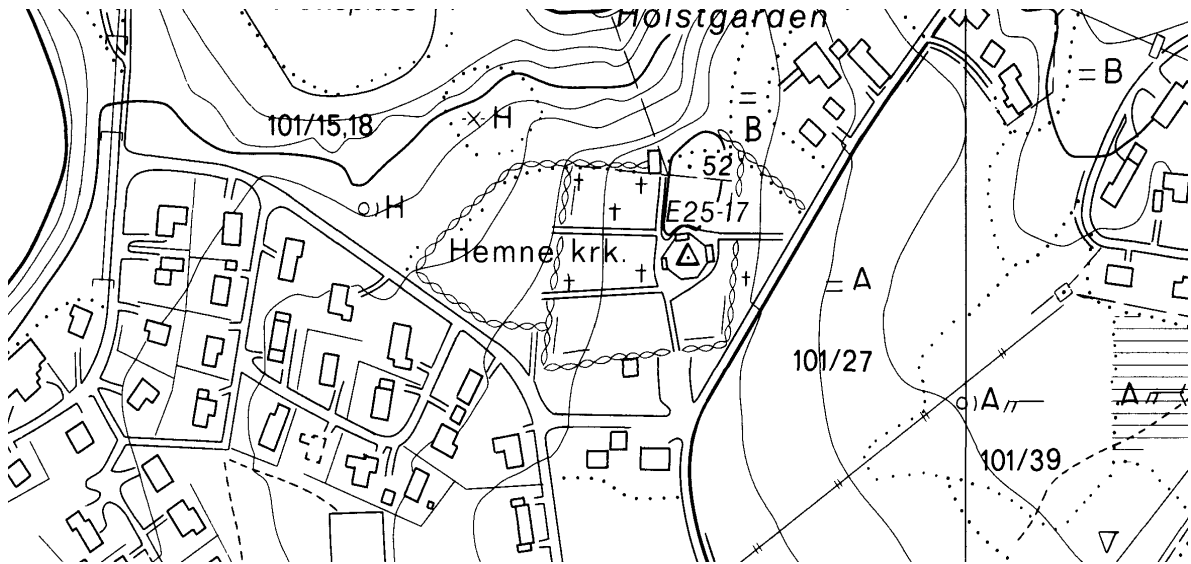 Holstgarden
B
B
101/15,18
H
52
H
E25-17
Hemne krk.
A
101/27
A
A
101/39